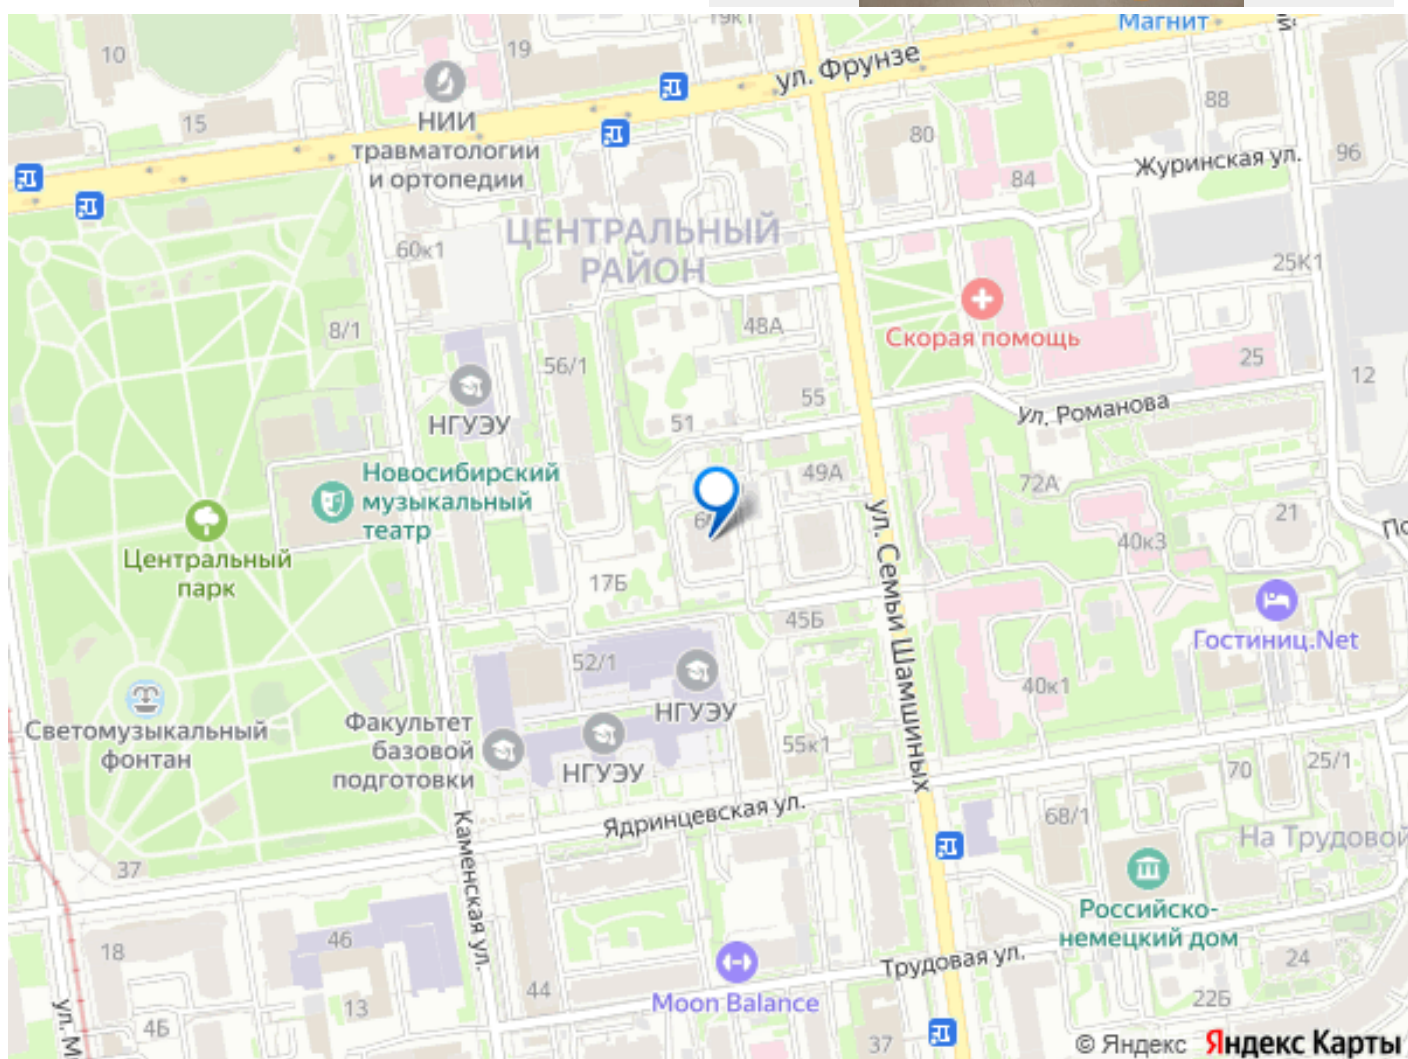 19к1
Магнит
10
19
ул. Фрунзе
15
НИИ
травматологии
и ортопедии
80
88
Журинская ул.
96
84
ЦЕНТРАЛЬНЫЙ
РАЙОН
60к1
25К1
8/1
48А
Скорая помощь
56/1
25
12
НГУЭУ
55
51
ул. Романова
Новосибирский
музыкальный
театр
49А
72А
21
40к3
Центральный
парк
17Б
45Б
ул. Семьи Шамшиных
Гостиниц.Net
52/1
40к1
НГУЭУ
Светомузыкальный
фонтан
Факультет
базовой
подготовки
НГУЭУ
55к1
70
25/1
Ядринцевская ул.
68/1
На Трудовой
37
Каменская ул.
Российско-
немецкий дом
18
46
Трудовая ул.
24
44
Moon Balance
13
4Б
22Б
37
ул. М
© Яндекс Яндекс Карты